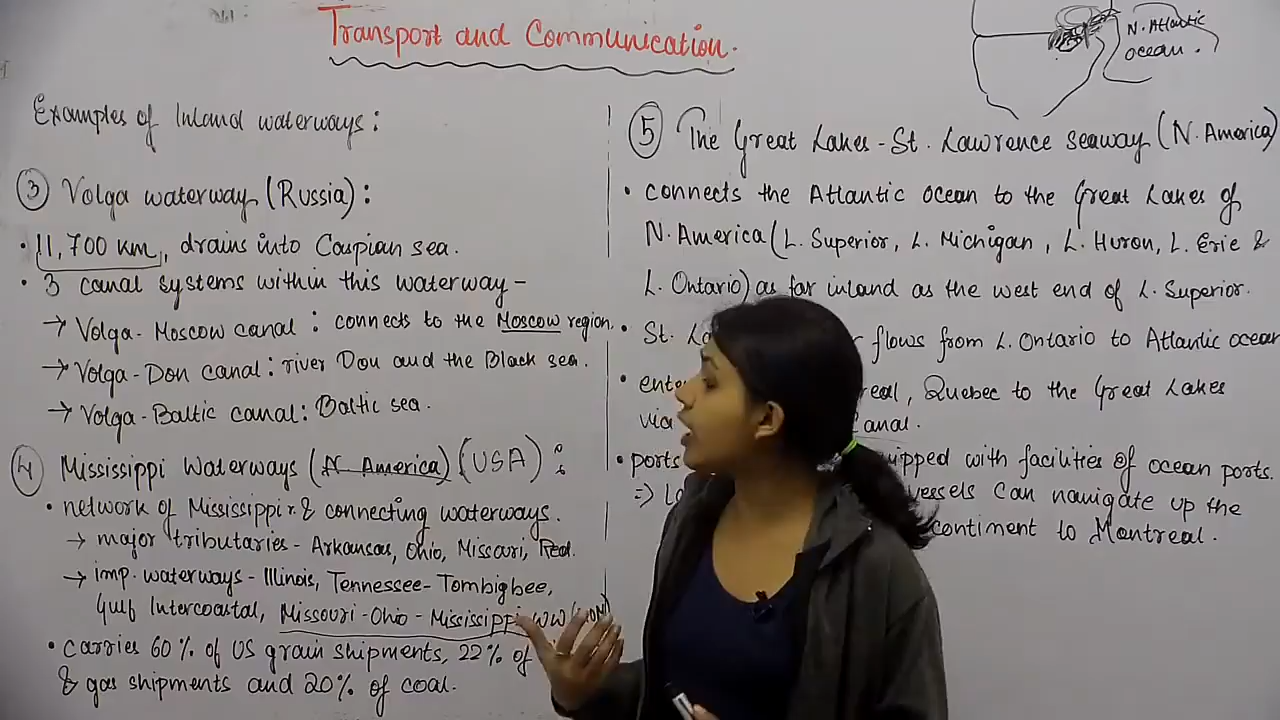 Transport and Communication.
N. Atlantic
ocean.
Examples of Inland waterways:
③ Volga waterway (Russia):
• 11,700 km, drains into Caspian sea.
• 3 canal systems within this waterway -
→ Volga-Moscow canal: connects to the Moscow region.
→ Volga-Don canal: river Don and the Black sea.
→ Volga-Baltic canal: Baltic sea.
④ Mississippi Waterways (N America) (USA):
• network of Mississippi r. & connecting waterways.
→ major tributaries - Arkansas, Ohio, Missouri, Red.
→ imp. waterways - Illinois, Tennessee-Tombigbee,
Gulf Intercoastal, Missouri-Ohio-Mississippi WW
• carries 60% of US grain shipments, 22% of
& gas shipments and 20% of coal.
⑤ The Great Lakes - St. Lawrence seaway (N. America)
• connects the Atlantic ocean to the Great Lakes of
N. America (L. Superior, L. Michigan, L. Huron, L. Erie &
L. Ontario) as far inland as the west end of L. Superior.
• St. flows from L. Ontario to Atlantic ocean
• Quebec to the Great Lakes
via canal.
• ports with facilities of ocean ports.
⇒ vessels can navigate up the
continent to Montreal.